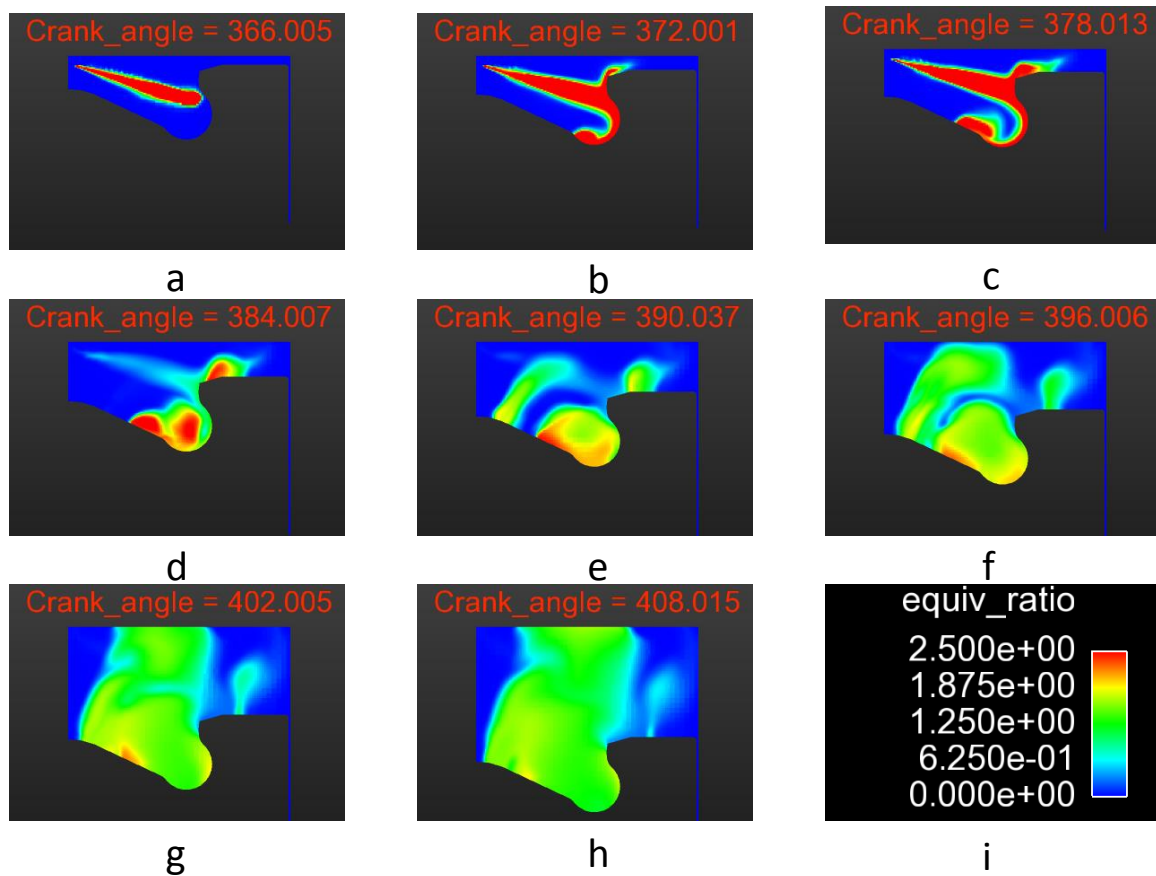 Crank_angle = 366.005
Crank_angle = 372.001
Crank_angle = 378.013
a
b
c
Crank_angle = 384.007
Crank_angle = 390.037
Crank_angle = 396.006
d
e
f
Crank_angle = 402.005
Crank_angle = 408.015
equiv_ratio
2.500e+00
1.875e+00
1.250e+00
6.250e-01
0.000e+00
g
h
i